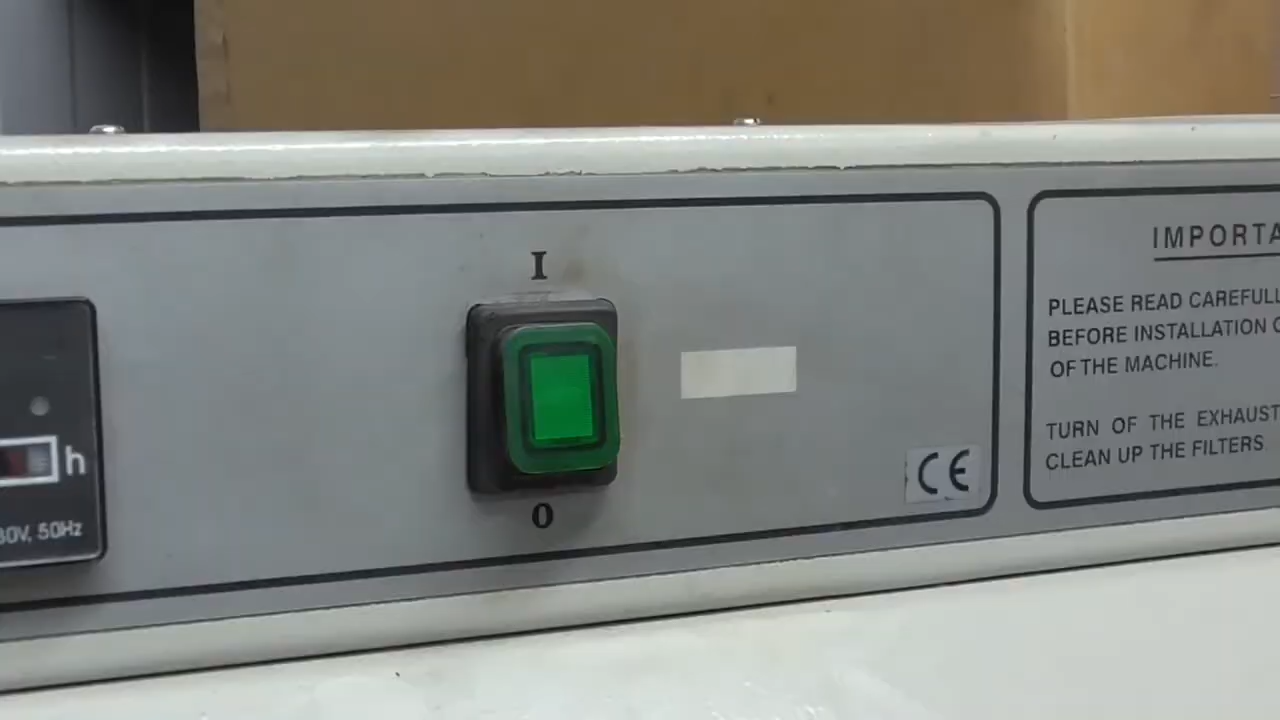 I
O
h
30V, 50Hz
CE
IMPORTA
PLEASE READ CAREFULL
BEFORE INSTALLATION O
OF THE MACHINE.
TURN OF THE EXHAUST
CLEAN UP THE FILTERS